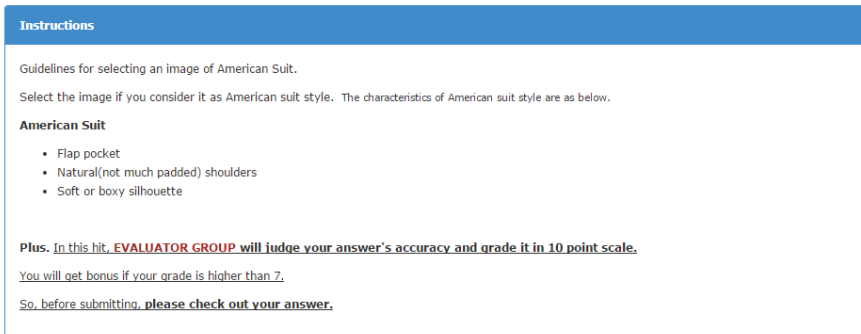 Instructions
Guidelines for selecting an image of American Suit.
Select the image if you consider it as American suit style. The characteristics of American suit style are as below.
American Suit
• Flap pocket
• Natural(not much padded) shoulders
• Soft or boxy silhouette
Plus. In this hit, EVALUATOR GROUP will judge your answer's accuracy and grade it in 10 point scale.
You will get bonus if your grade is higher than 7.
So, before submitting, please check out your answer.